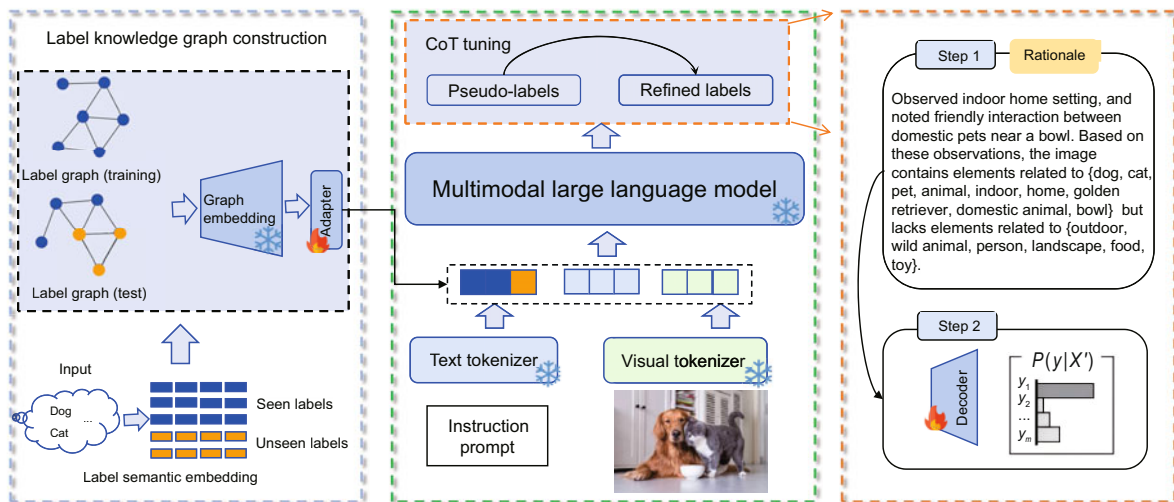 Label knowledge graph construction
Label graph (training)
Label graph (test)
Graph
embedding
Adapter
Input
Dog
...
Cat
Seen labels
Unseen labels
Label semantic embedding
CoT tuning
Pseudo-labels
Refined labels
Multimodal large language model
Text tokenizer
Visual tokenizer
Instruction
prompt
Step 1
Rationale
Observed indoor home setting, and
noted friendly interaction between
domestic pets near a bowl. Based on
these observations, the image
contains elements related to {dog, cat,
pet, animal, indoor, home, golden
retriever, domestic animal, bowl} but
lacks elements related to {outdoor,
wild animal, person, landscape, food,
toy}.
Step 2
Decoder
P(y|X′)
y₁
y₂
...
yₘ